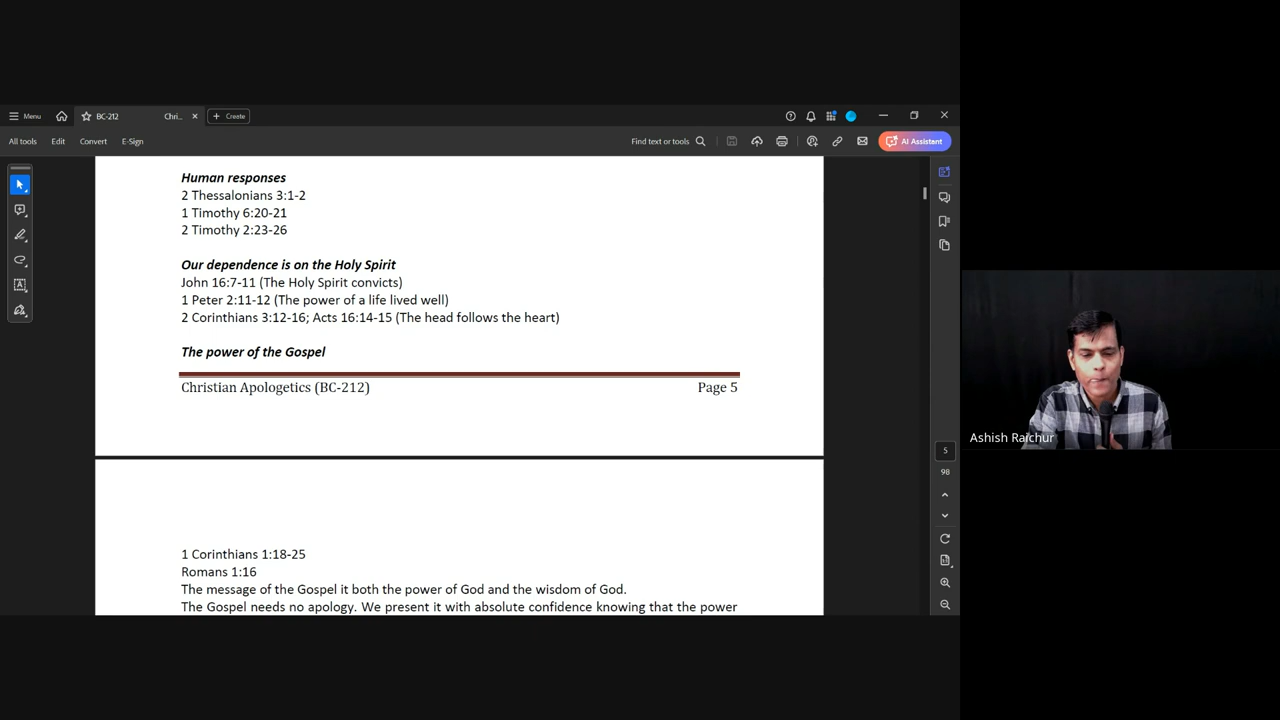 Menu
BC-212 Chri...
Create
All tools
Edit
Convert
E-Sign
Find text or tools
AI Assistant
Human responses
2 Thessalonians 3:1-2
1 Timothy 6:20-21
2 Timothy 2:23-26
Our dependence is on the Holy Spirit
John 16:7-11 (The Holy Spirit convicts)
1 Peter 2:11-12 (The power of a life lived well)
2 Corinthians 3:12-16; Acts 16:14-15 (The head follows the heart)
The power of the Gospel
Christian Apologetics (BC-212) Page 5
1 Corinthians 1:18-25
Romans 1:16
The message of the Gospel it both the power of God and the wisdom of God.
The Gospel needs no apology. We present it with absolute confidence knowing that the power
5
98
Ashish Raichur